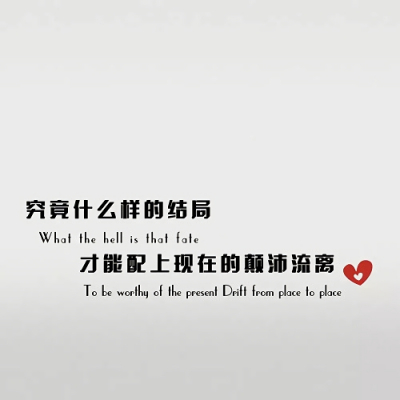 究竟什么样的结局
What the hell is that fate
才能配上现在的颠沛流离
To be worthy of the present Drift from place to place